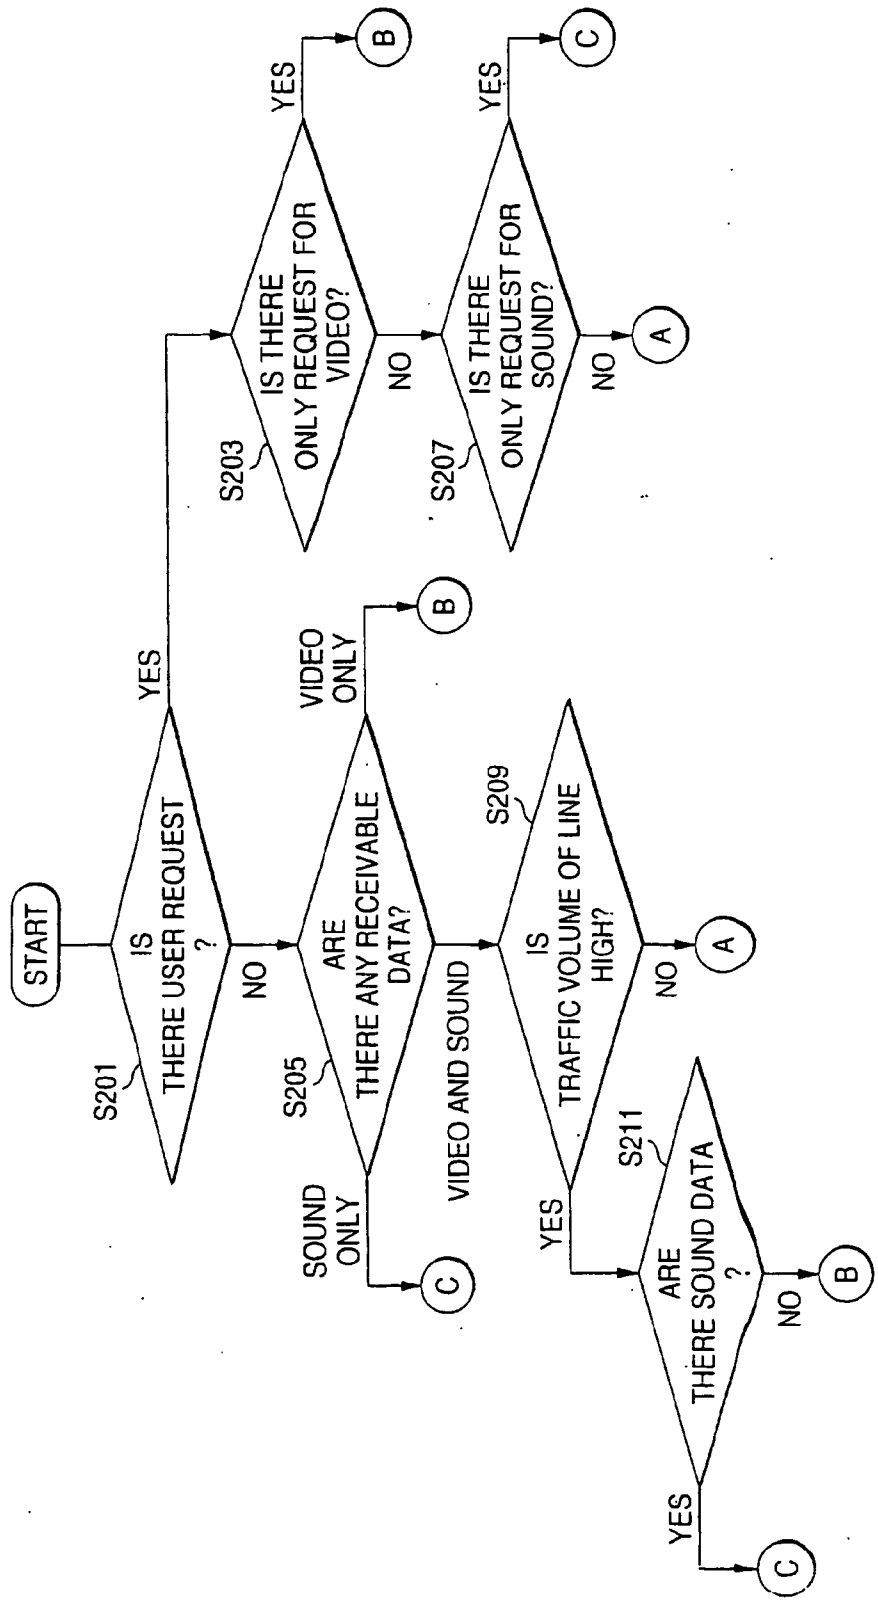 START
S201
IS
THERE USER REQUEST
?
YES
NO
S203
IS THERE
ONLY REQUEST FOR
VIDEO?
YES
B
NO
S205
ARE
THERE ANY RECEIVABLE
DATA?
SOUND
ONLY
C
VIDEO
ONLY
B
VIDEO AND SOUND
S207
IS THERE
ONLY REQUEST FOR
SOUND?
YES
C
NO
A
S209
IS
TRAFFIC VOLUME OF LINE
HIGH?
YES
NO
A
S211
ARE
THERE SOUND DATA
?
YES
C
NO
B